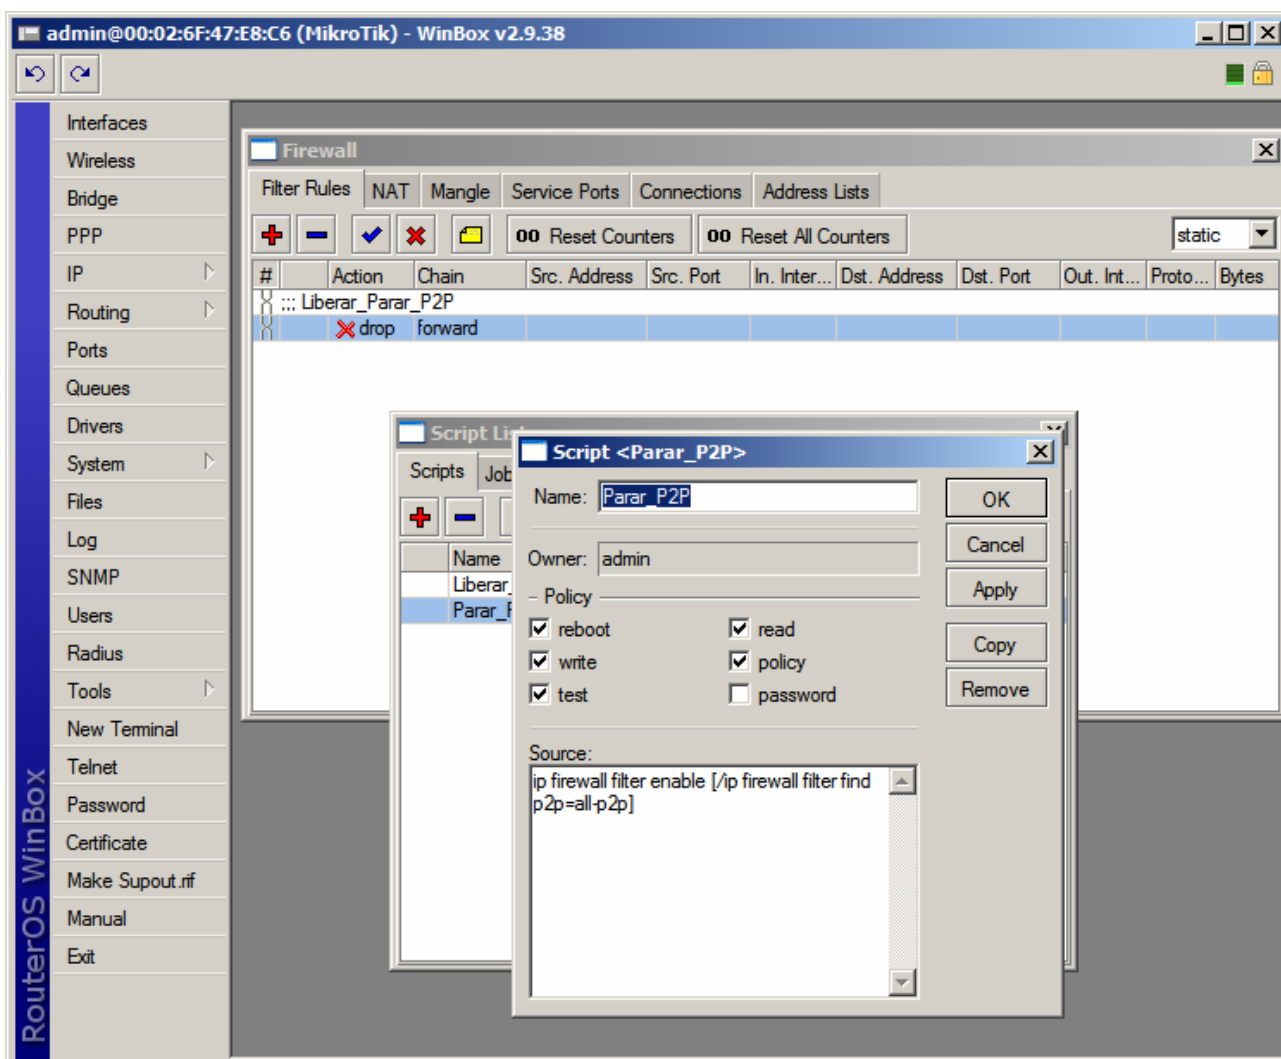 admin@00:02:6F:47:E8:C6 (MikroTik) - WinBox v2.9.38
RouterOS WinBox
Interfaces
Wireless
Bridge
PPP
IP
Routing
Ports
Queues
Drivers
System
Files
Log
SNMP
Users
Radius
Tools
New Terminal
Telnet
Password
Certificate
Make Supout.rif
Manual
Exit
Firewall
Filter Rules NAT Mangle Service Ports Connections Address Lists
00 Reset Counters 00 Reset All Counters static
# Action Chain Src. Address Src. Port In. Inter... Dst. Address Dst. Port Out. Int... Proto... Bytes
;;; Liberar_Parar_P2P
drop forward
Script Lis
Scripts Job
Name
Liberar_
Parar_P
Script <Parar_P2P>
Name: Parar_P2P
Owner: admin
Policy
reboot read
write policy
test password
Source:
ip firewall filter enable [/ip firewall filter find
p2p=all-p2p]
OK
Cancel
Apply
Copy
Remove